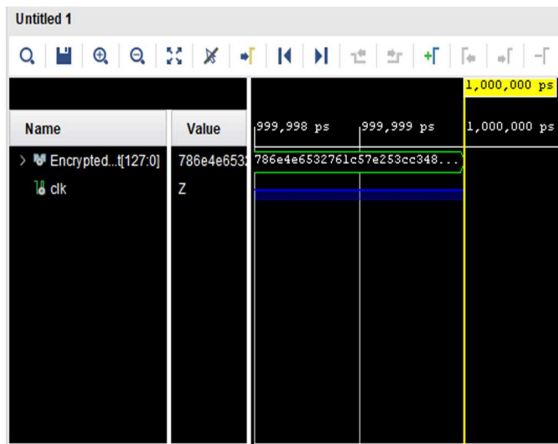 Untitled 1
1,000,000 ps
Name Value 999,998 ps 999,999 ps 1,000,000 ps
Encrypted...t[127:0] 786e4e6532 786e4e6532761c57e253cc348...
clk Z